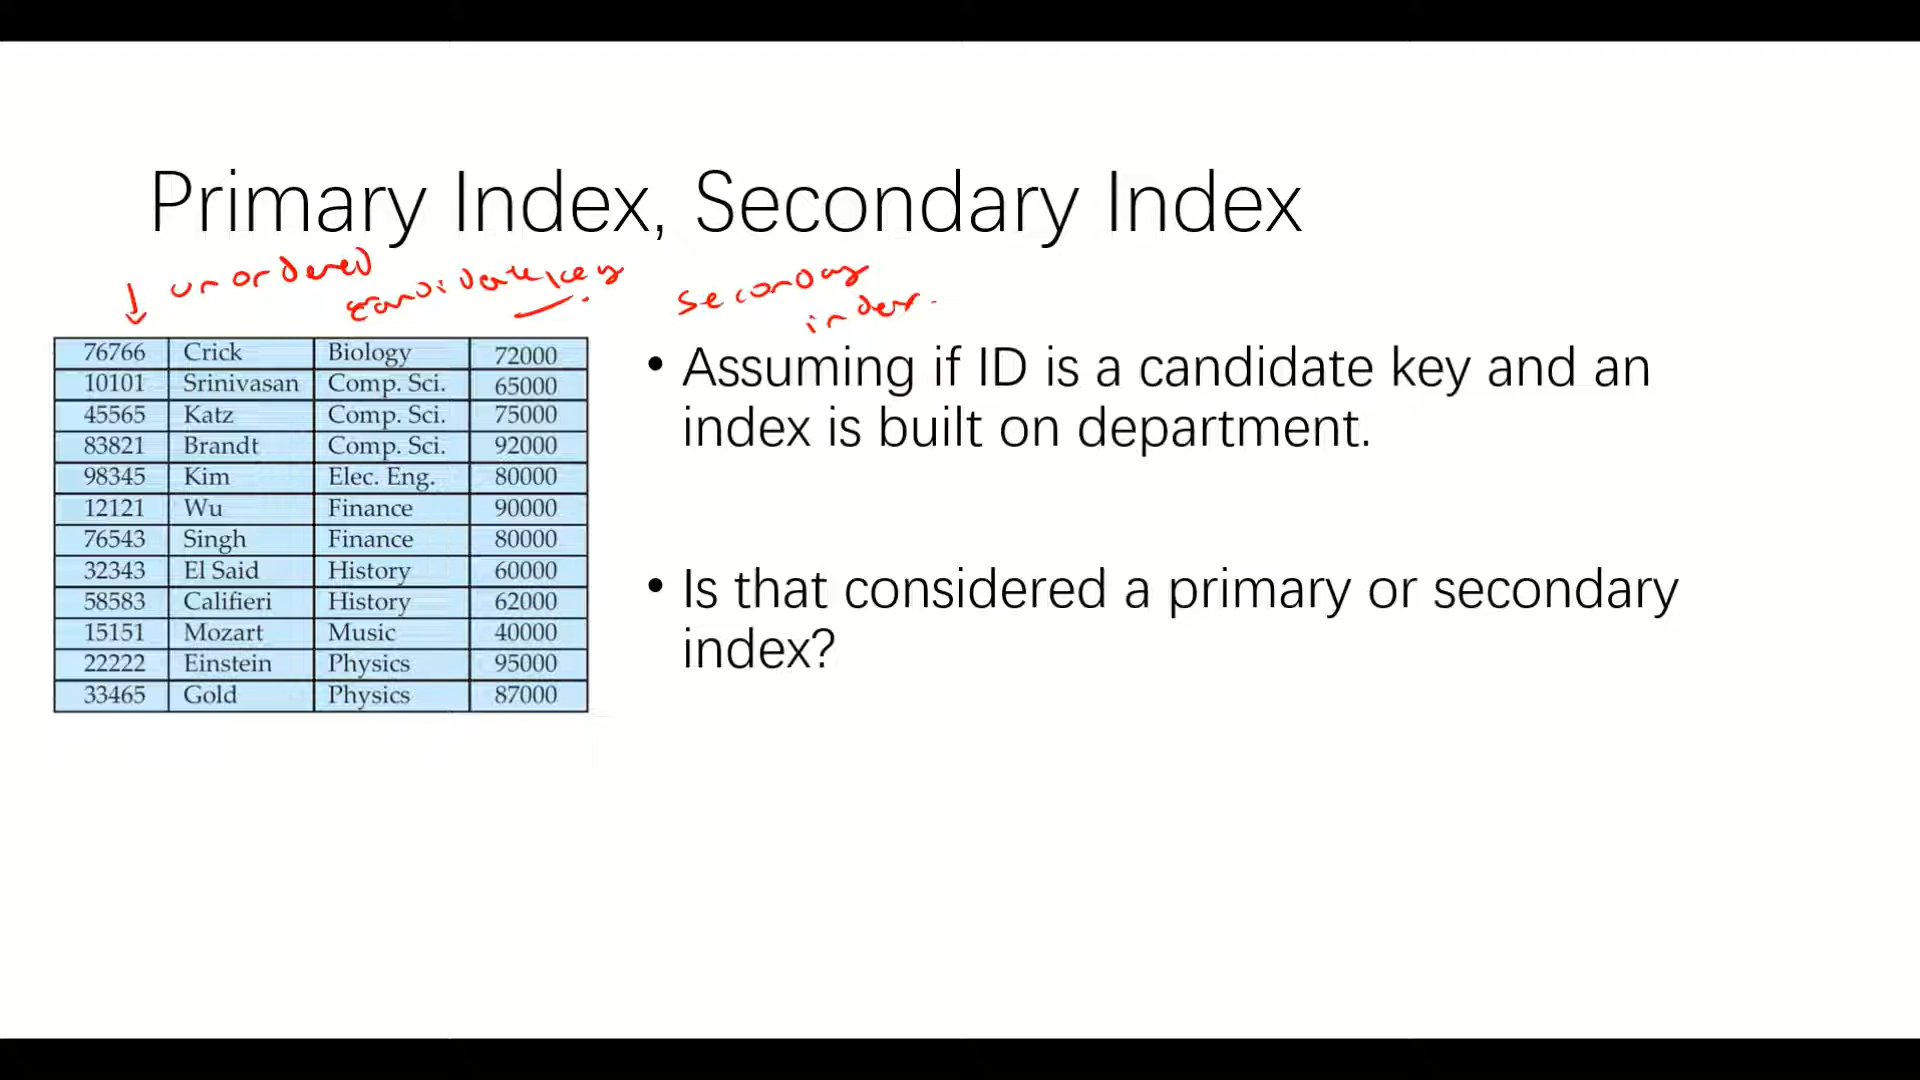 Primary Index, Secondary Index
unordered candidate key
secondary index.
76766 Crick Biology 72000
10101 Srinivasan Comp. Sci. 65000
45565 Katz Comp. Sci. 75000
83821 Brandt Comp. Sci. 92000
98345 Kim Elec. Eng. 80000
12121 Wu Finance 90000
76543 Singh Finance 80000
32343 El Said History 60000
58583 Califieri History 62000
15151 Mozart Music 40000
22222 Einstein Physics 95000
33465 Gold Physics 87000
• Assuming if ID is a candidate key and an
index is built on department.
• Is that considered a primary or secondary
index?